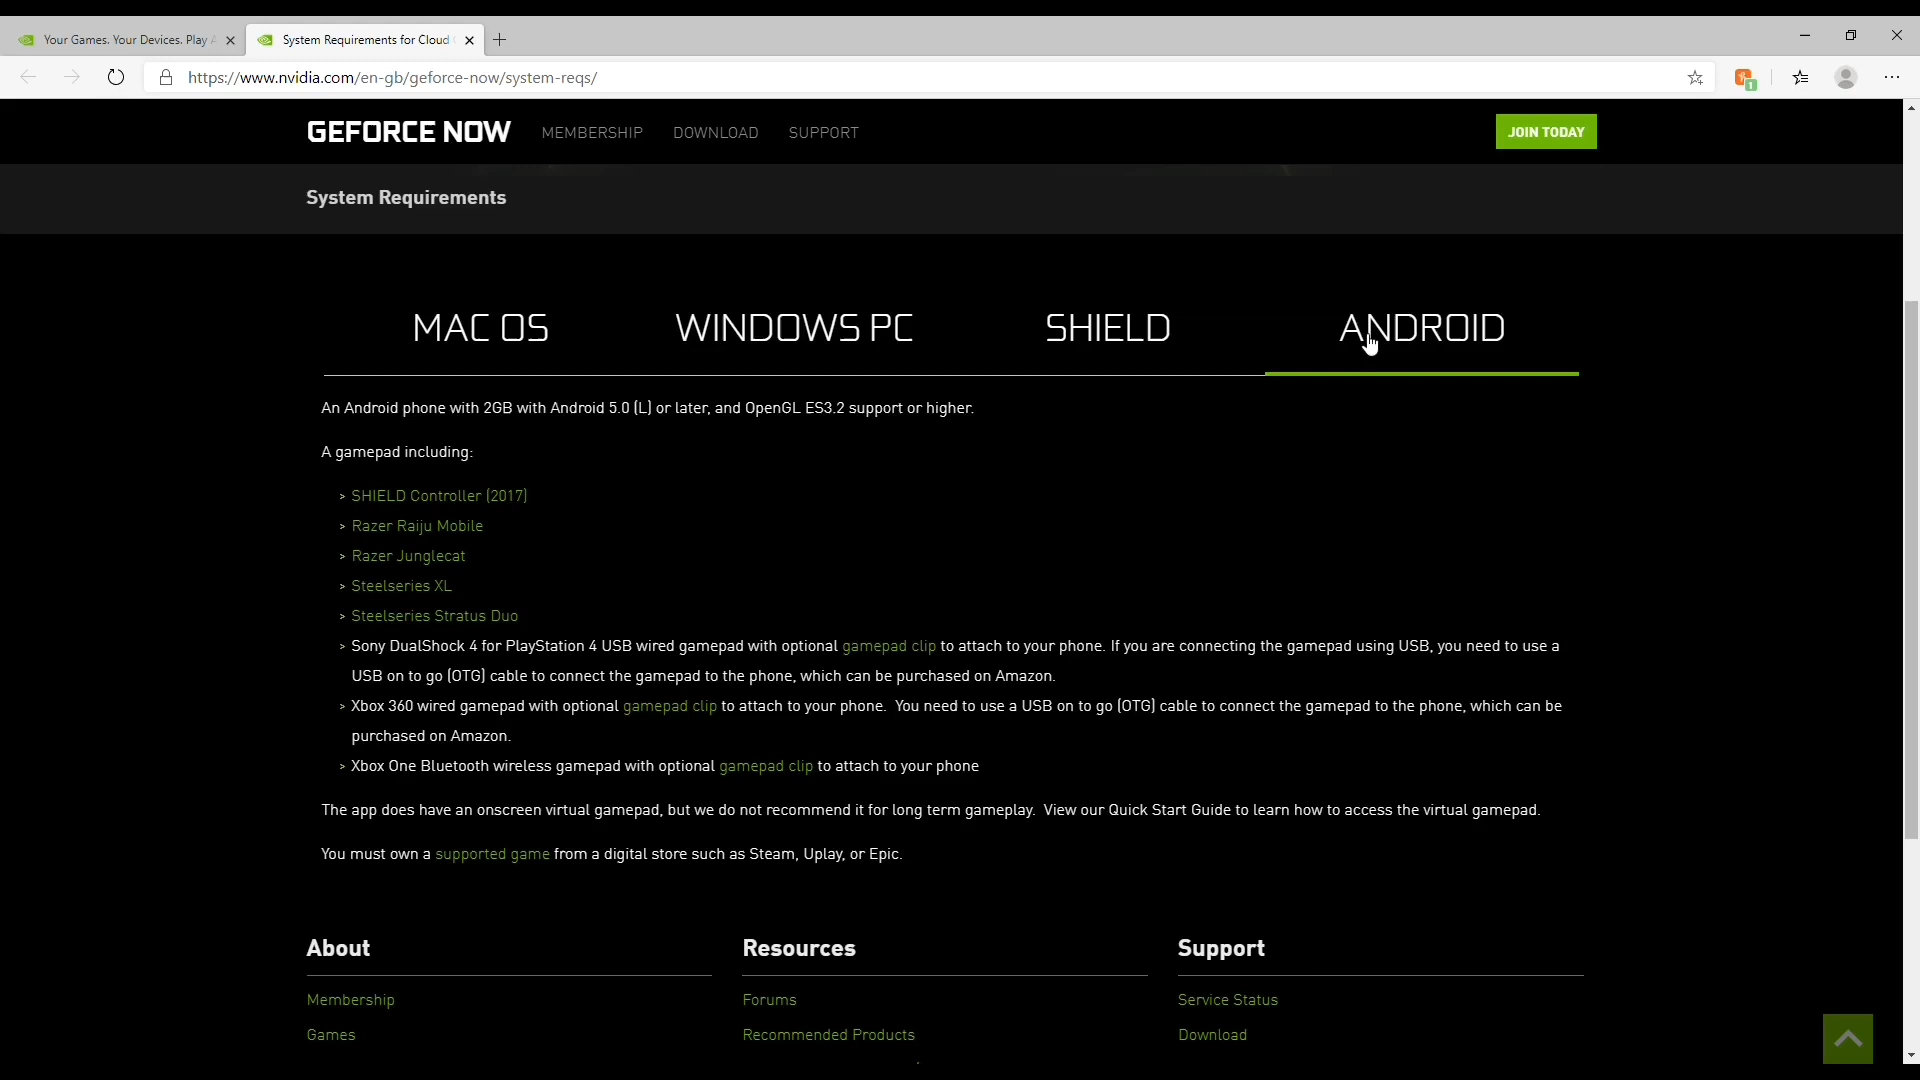 Your Games. Your Devices. Play
System Requirements for Cloud
https://www.nvidia.com/en-gb/geforce-now/system-reqs/
1
GEFORCE NOW MEMBERSHIP DOWNLOAD SUPPORT JOIN TODAY
System Requirements
MAC OS WINDOWS PC SHIELD ANDROID
An Android phone with 2GB with Android 5.0 (L) or later, and OpenGL ES3.2 support or higher.
A gamepad including:
> SHIELD Controller (2017)
> Razer Raiju Mobile
> Razer Junglecat
> Steelseries XL
> Steelseries Stratus Duo
> Sony DualShock 4 for PlayStation 4 USB wired gamepad with optional gamepad clip to attach to your phone. If you are connecting the gamepad using USB, you need to use a
USB on to go (OTG) cable to connect the gamepad to the phone, which can be purchased on Amazon.
> Xbox 360 wired gamepad with optional gamepad clip to attach to your phone. You need to use a USB on to go (OTG) cable to connect the gamepad to the phone, which can be
purchased on Amazon.
> Xbox One Bluetooth wireless gamepad with optional gamepad clip to attach to your phone
The app does have an onscreen virtual gamepad, but we do not recommend it for long term gameplay. View our Quick Start Guide to learn how to access the virtual gamepad.
You must own a supported game from a digital store such as Steam, Uplay, or Epic.
About Resources Support
Membership Forums Service Status
Games Recommended Products Download